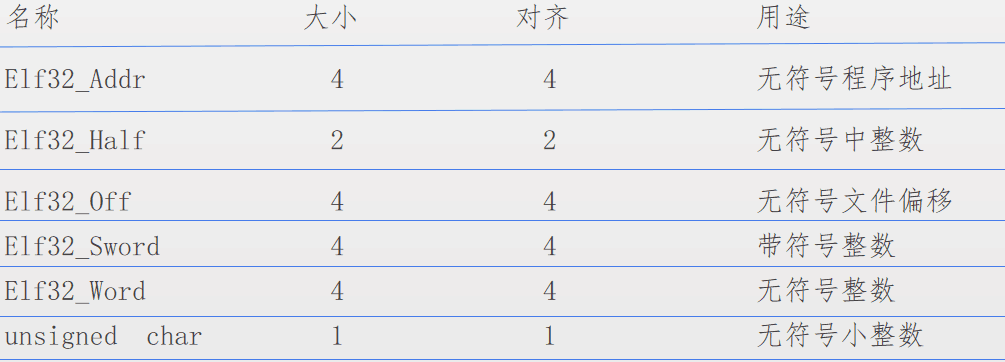 名称 大小 对齐 用途
Elf32_Addr 4 4 无符号程序地址
Elf32_Half 2 2 无符号中整数
Elf32_Off 4 4 无符号文件偏移
Elf32_Sword 4 4 带符号整数
Elf32_Word 4 4 无符号整数
unsigned char 1 1 无符号小整数